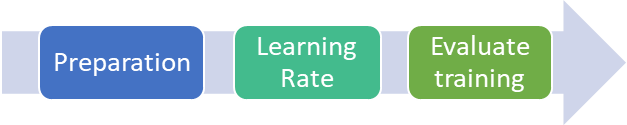 Preparation
Learning
Rate
Evaluate
training